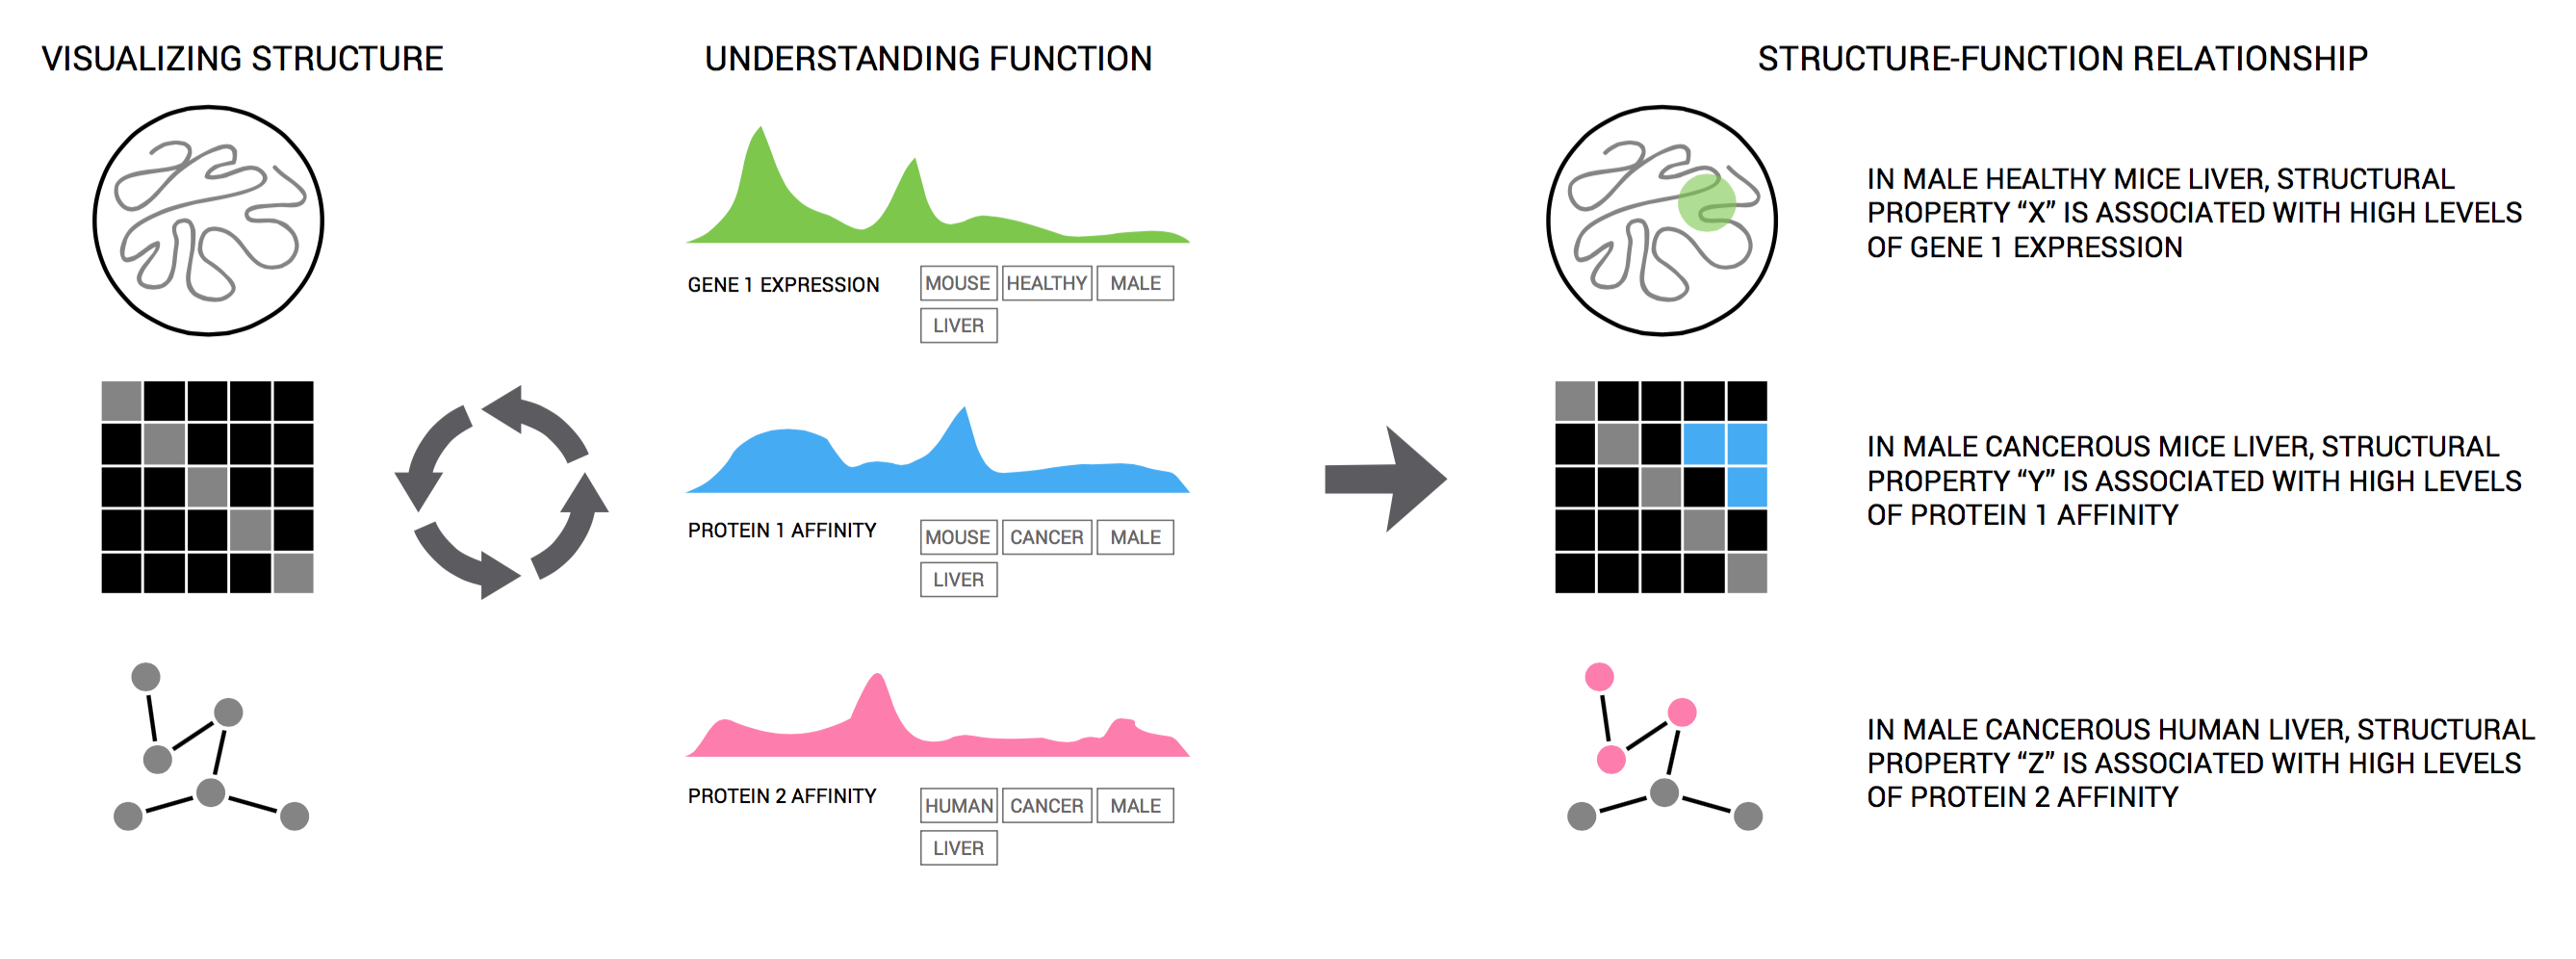 VISUALIZING STRUCTURE
UNDERSTANDING FUNCTION
STRUCTURE-FUNCTION RELATIONSHIP
GENE 1 EXPRESSION
MOUSE HEALTHY MALE
LIVER
IN MALE HEALTHY MICE LIVER, STRUCTURAL
PROPERTY “X” IS ASSOCIATED WITH HIGH LEVELS
OF GENE 1 EXPRESSION
PROTEIN 1 AFFINITY
MOUSE CANCER MALE
LIVER
IN MALE CANCEROUS MICE LIVER, STRUCTURAL
PROPERTY “Y” IS ASSOCIATED WITH HIGH LEVELS
OF PROTEIN 1 AFFINITY
PROTEIN 2 AFFINITY
HUMAN CANCER MALE
LIVER
IN MALE CANCEROUS HUMAN LIVER, STRUCTURAL
PROPERTY “Z” IS ASSOCIATED WITH HIGH LEVELS
OF PROTEIN 2 AFFINITY